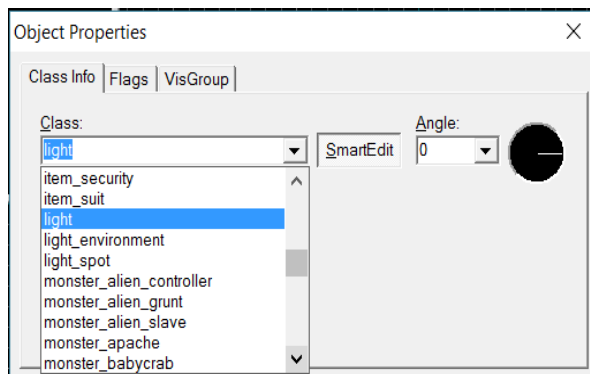 Object Properties
Class Info Flags VisGroup
Class: Angle:
light SmartEdit 0
item_security
item_suit
light
light_environment
light_spot
monster_alien_controller
monster_alien_grunt
monster_alien_slave
monster_apache
monster_babycrab